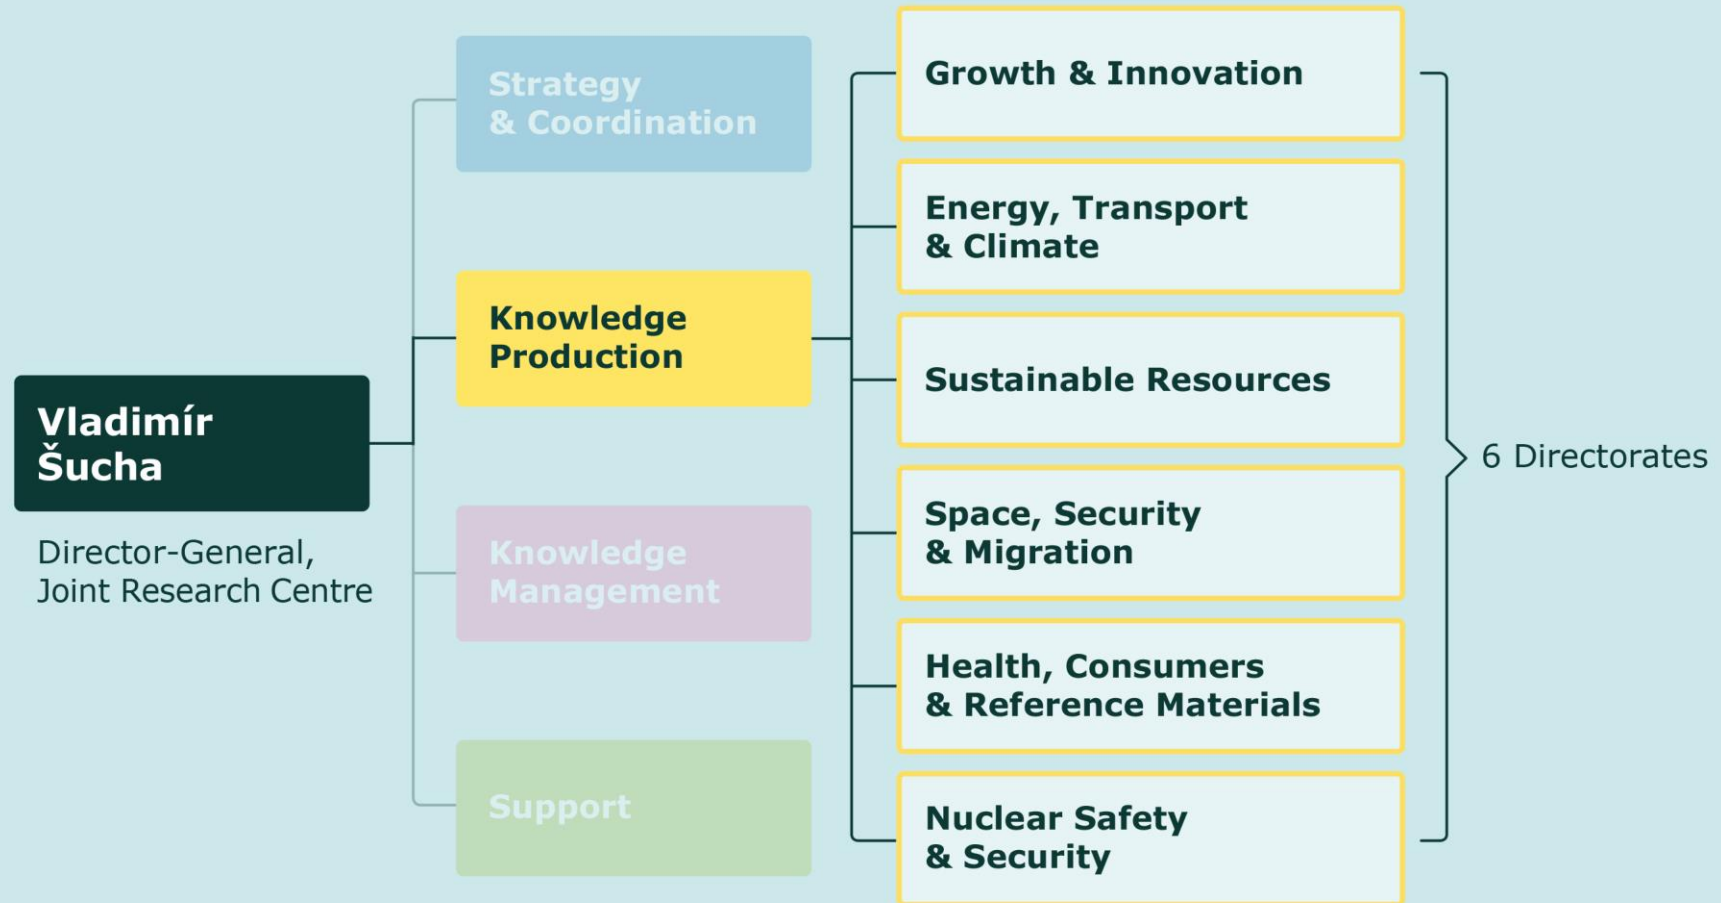 Vladimír
Šucha
Director-General,
Joint Research Centre
Strategy
& Coordination
Knowledge
Production
Knowledge
Management
Support
Growth & Innovation
Energy, Transport
& Climate
Sustainable Resources
Space, Security
& Migration
Health, Consumers
& Reference Materials
Nuclear Safety
& Security
6 Directorates